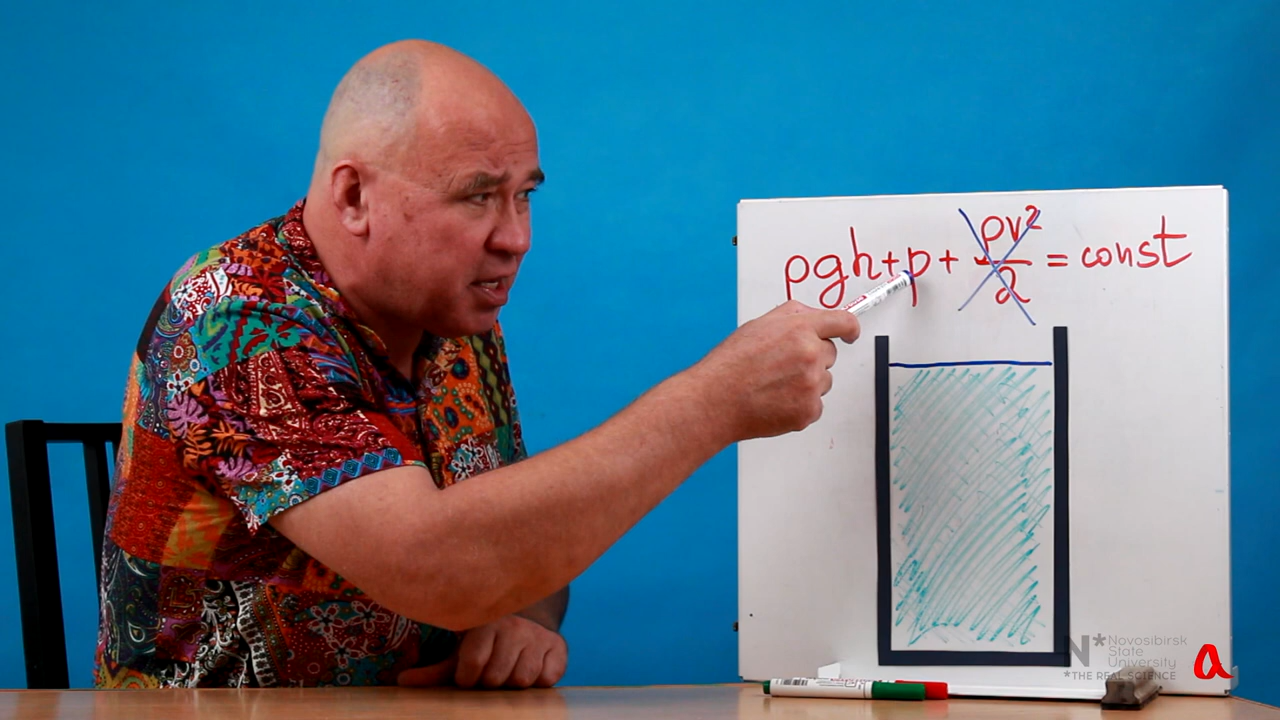 ρgh + p + ρv²/2 = const
N* Novosibirsk
State
University
*THE REAL SCIENCE
a